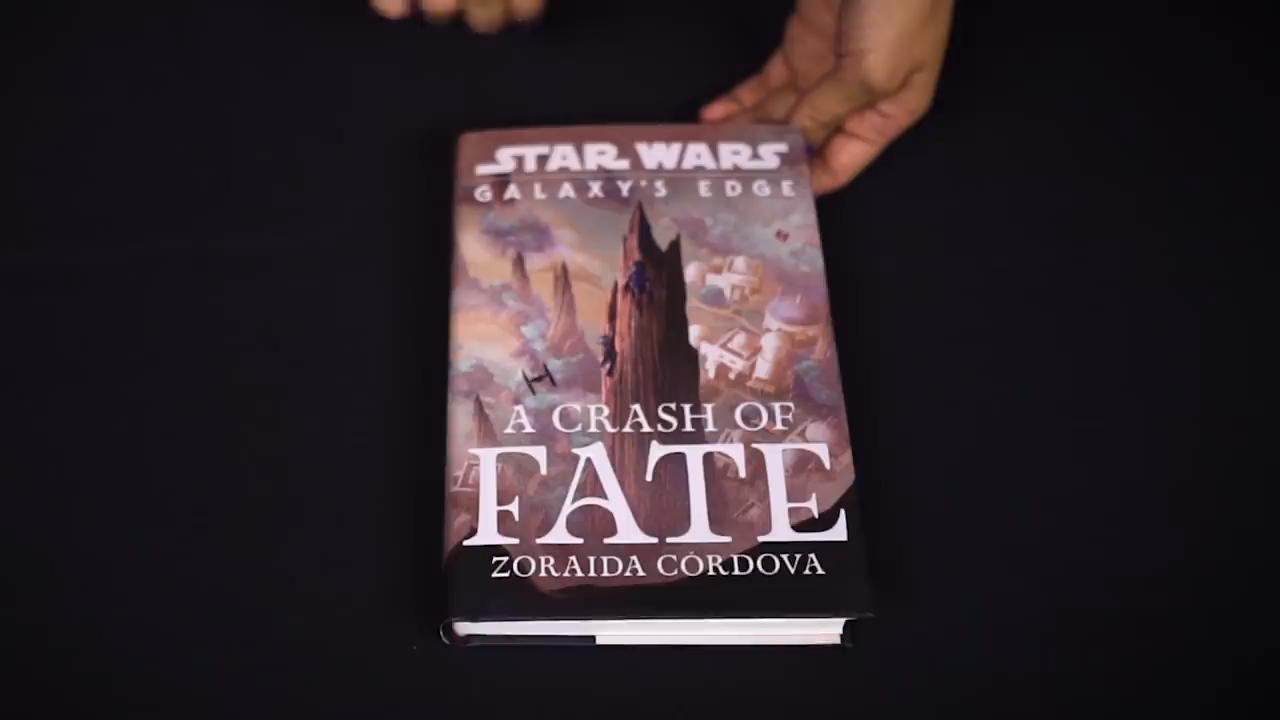 STAR WARS
GALAXY'S EDGE
A CRASH OF
FATE
ZORAIDA CÓRDOVA